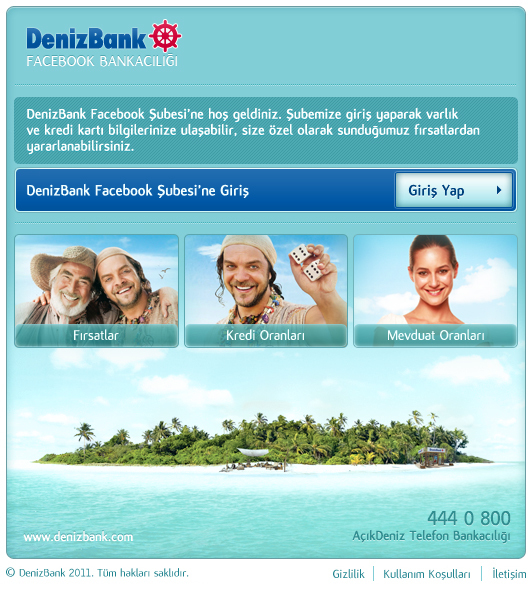 DenizBank
FACEBOOK BANKACILIĞI
DenizBank Facebook Şubesi'ne hoş geldiniz. Şubemize giriş yaparak varlık
ve kredi kartı bilgilerinize ulaşabilir, size özel olarak sunduğumuz fırsatlardan
yararlanabilirsiniz.
DenizBank Facebook Şubesi'ne Giriş
Giriş Yap
Fırsatlar
Kredi Oranları
Mevduat Oranları
DenizBank
444 0 800
www.denizbank.com
AçıkDeniz Telefon Bankacılığı
© DenizBank 2011. Tüm hakları saklıdır.
Gizlilik
Kullanım Koşulları
İletişim